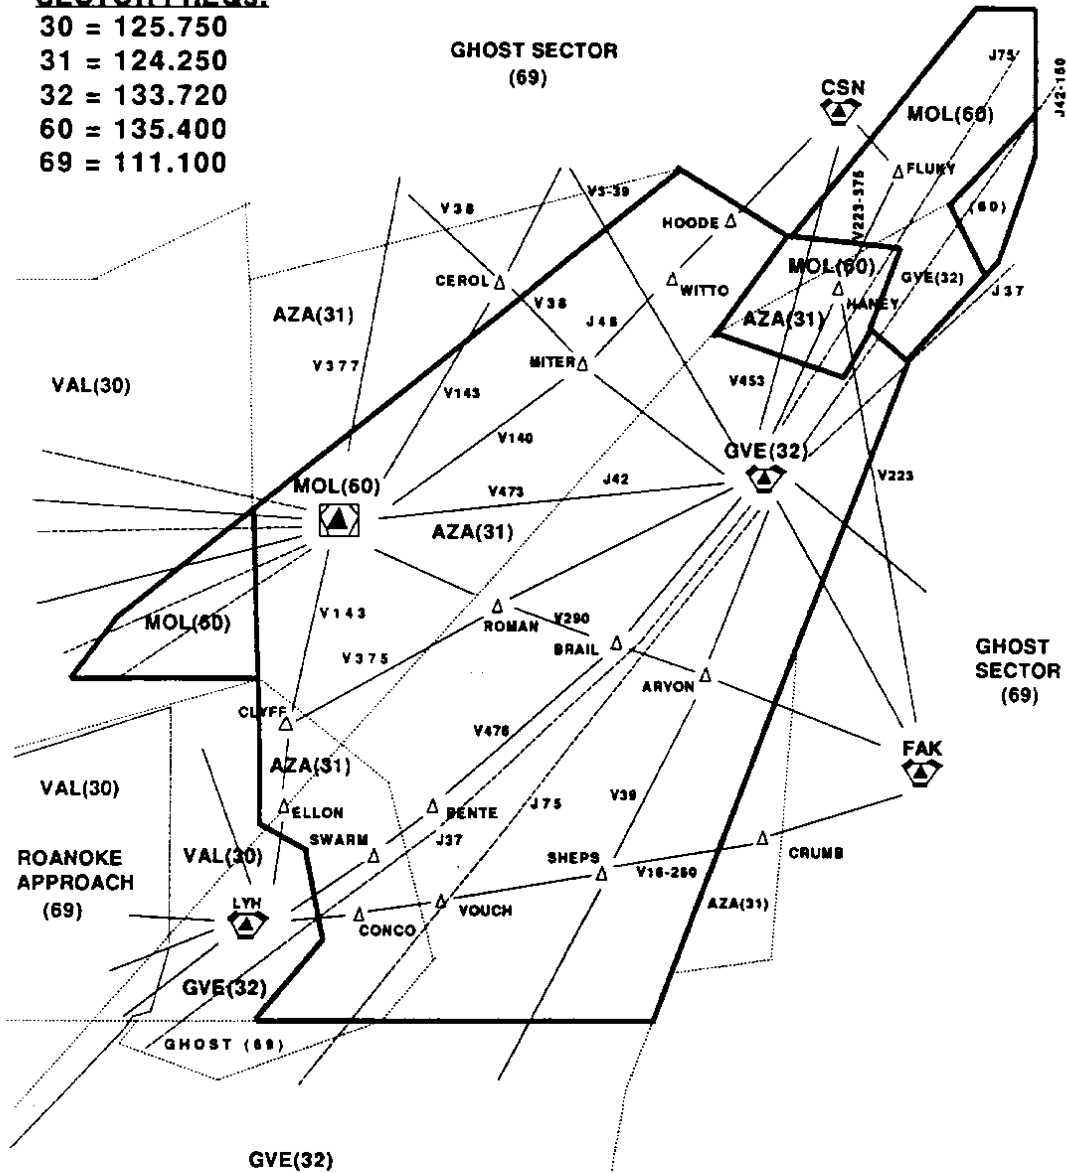 SECTOR FREQS:
30 = 125.750
31 = 124.250
32 = 133.720
60 = 135.400
69 = 111.100
GHOST SECTOR
(69)
J75
J42-150
CSN
MOL(60)
FLUKY
V38
V3-39
V223-375
(60)
HOODE
MOL(60)
GVE(32)
CEROL
WITTO
HANEY
J37
V38
AZA(31)
J48
AZA(31)
V377
MITER
VAL(30)
V453
V143
V140
GVE(32)
V223
MOL(60)
V473
J42
AZA(31)
V143
MOL(60)
ROMAN
V290
BRAIL
GHOST
SECTOR
(69)
V375
ARVON
CLYFF
V476
FAK
AZA(31)
VAL(30)
ELLON
BENTE
J75
V39
SWARM
J37
ROANOKE
APPROACH
(69)
VAL(30)
SHEPS
V16-260
CRUMB
LYH
CONCO
VOUCH
AZA(31)
GVE(32)
GHOST (69)
GVE(32)